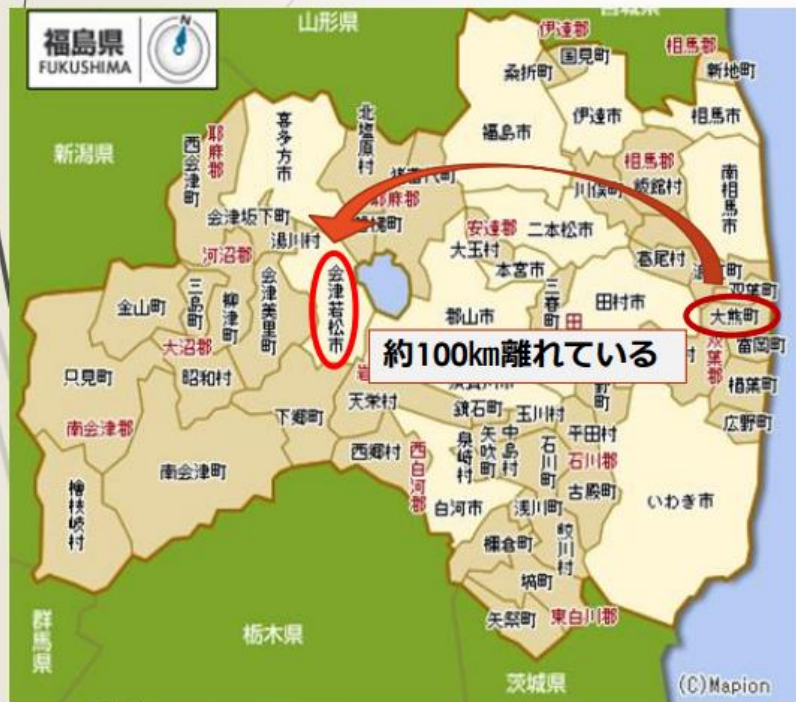 福島県
FUKUSHIMA
山形県
新潟県
伊達郡
国見町
桑折町
相馬郡
新地町
相馬市
伊達市
福島市
北塩原村
喜多方市
耶麻郡
西会津町
相馬郡
飯館村
川俣町
南相馬市
耶麻郡
会津坂下町
湯川村
河沼郡
安達郡
二本松市
大玉村
本宮市
葛尾村
双葉町
大熊町
双葉郡
富岡町
楢葉町
広野町
田村市
三春町
郡山市
会津若松市
会津美里町
柳津町
三島町
金山町
大沼郡
昭和村
只見町
南会津郡
約100km離れている
下郷町
天栄村
鏡石町
玉川村
平田村
石川郡
古殿町
石川町
中島村
矢吹町
泉崎村
西郷村
西白河郡
白河市
浅川町
鮫川村
棚倉町
塙町
矢祭町
東白川郡
いわき市
南会津町
檜枝岐村
群馬県
栃木県
茨城県
(C)Mapion